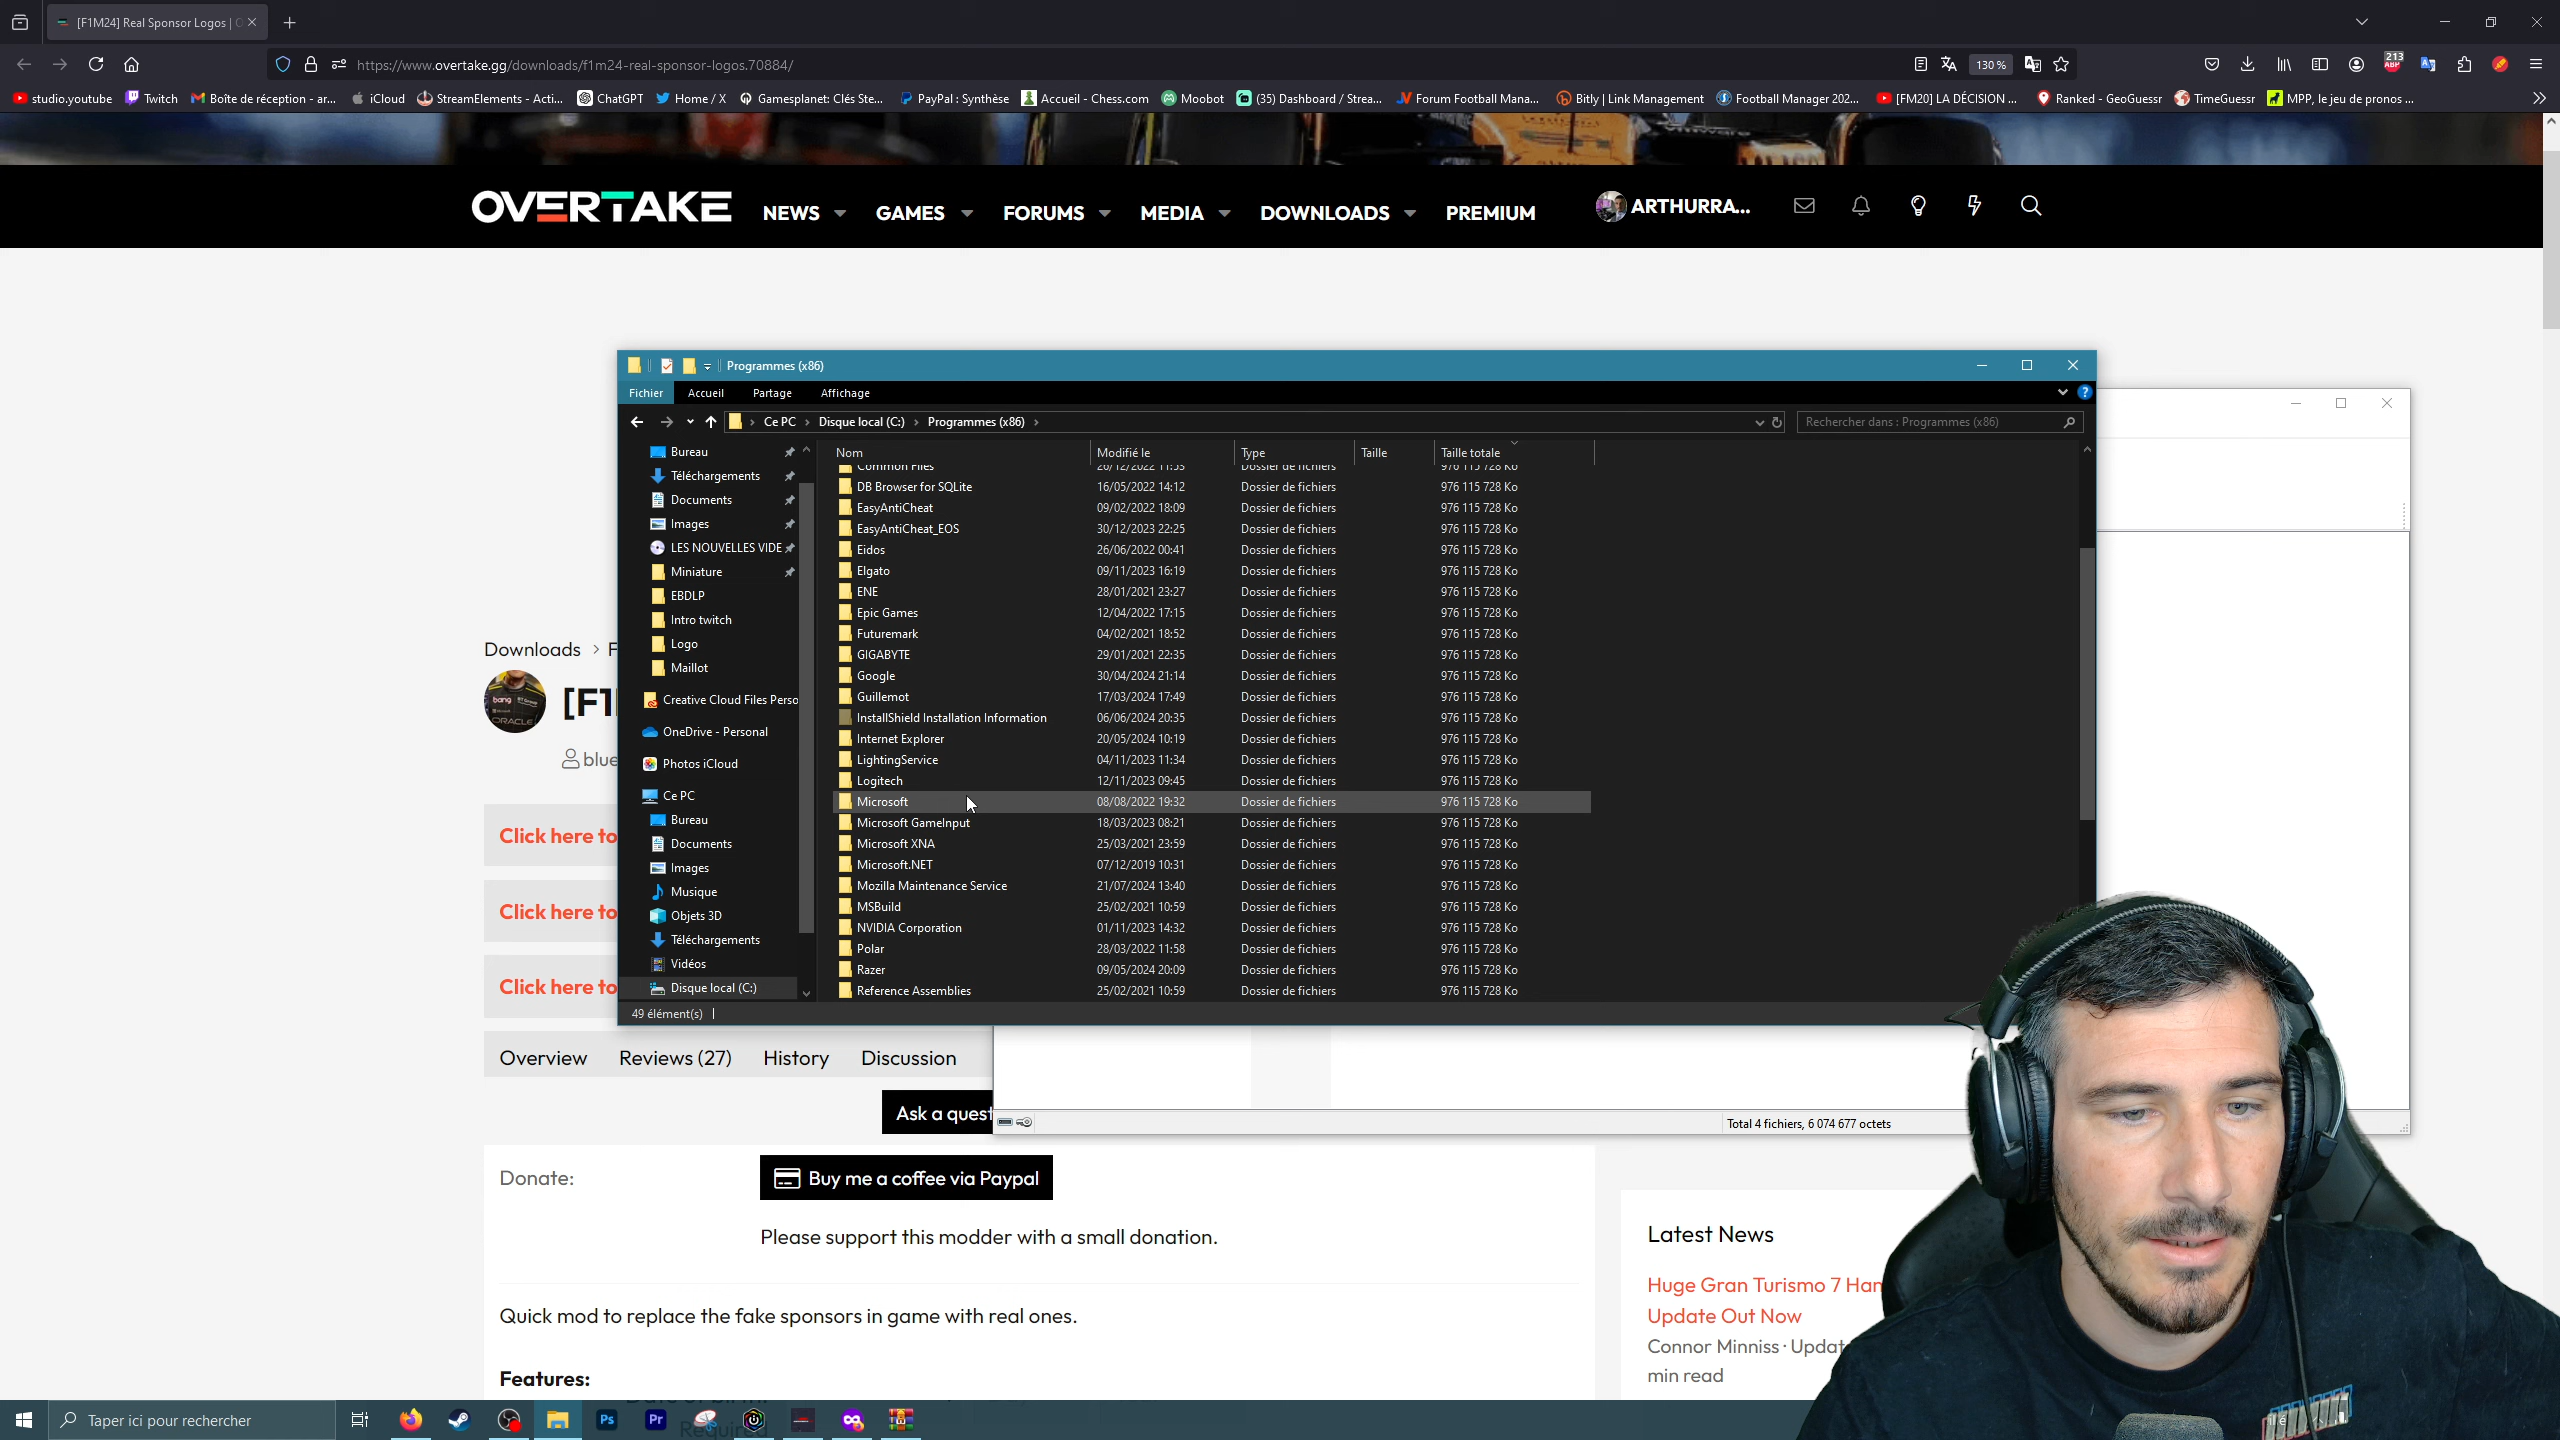 [F1M24] Real Sponsor Logos |
https://www.overtake.gg/downloads/f1m24-real-sponsor-logos.70884/
130 %
213
ABP
studio.youtube
Twitch
Boîte de réception - ar...
iCloud
StreamElements - Acti...
ChatGPT
Home / X
Gamesplanet: Clés Ste...
PayPal : Synthèse
Accueil - Chess.com
Moobot
(35) Dashboard / Strea...
Forum Football Mana...
Bitly | Link Management
Football Manager 202...
[FM20] LA DÉCISION ...
Ranked - GeoGuessr
TimeGuessr
MPP, le jeu de pronos ...
OVERTAKE
NEWS
GAMES
FORUMS
MEDIA
DOWNLOADS
PREMIUM
ARTHURRA...
Programmes (x86)
Fichier
Accueil
Partage
Affichage
Ce PC > Disque local (C:) > Programmes (x86) >
Rechercher dans : Programmes (x86)
Bureau
Téléchargements
Documents
Images
LES NOUVELLES VIDE
Miniature
EBDLP
Intro twitch
Logo
Maillot
Creative Cloud Files Perso
OneDrive - Personal
Photos iCloud
Ce PC
Bureau
Documents
Images
Musique
Objets 3D
Téléchargements
Vidéos
Disque local (C:)
Nom Modifié le Type Taille Taille totale
Common Files 26/12/2022 11:53 Dossier de fichiers 976 115 728 Ko
DB Browser for SQLite 16/05/2022 14:12 Dossier de fichiers 976 115 728 Ko
EasyAntiCheat 09/02/2022 18:09 Dossier de fichiers 976 115 728 Ko
EasyAntiCheat_EOS 30/12/2023 22:25 Dossier de fichiers 976 115 728 Ko
Eidos 26/06/2022 00:41 Dossier de fichiers 976 115 728 Ko
Elgato 09/11/2023 16:19 Dossier de fichiers 976 115 728 Ko
ENE 28/01/2021 23:27 Dossier de fichiers 976 115 728 Ko
Epic Games 12/04/2022 17:15 Dossier de fichiers 976 115 728 Ko
Futuremark 04/02/2021 18:52 Dossier de fichiers 976 115 728 Ko
GIGABYTE 29/01/2021 22:35 Dossier de fichiers 976 115 728 Ko
Google 30/04/2024 21:14 Dossier de fichiers 976 115 728 Ko
Guillemot 17/03/2024 17:49 Dossier de fichiers 976 115 728 Ko
InstallShield Installation Information 06/06/2024 20:35 Dossier de fichiers 976 115 728 Ko
Internet Explorer 20/05/2024 10:19 Dossier de fichiers 976 115 728 Ko
LightingService 04/11/2023 11:34 Dossier de fichiers 976 115 728 Ko
Logitech 12/11/2023 09:45 Dossier de fichiers 976 115 728 Ko
Microsoft 08/08/2022 19:32 Dossier de fichiers 976 115 728 Ko
Microsoft GameInput 18/03/2023 08:21 Dossier de fichiers 976 115 728 Ko
Microsoft XNA 25/03/2021 23:59 Dossier de fichiers 976 115 728 Ko
Microsoft.NET 07/12/2019 10:31 Dossier de fichiers 976 115 728 Ko
Mozilla Maintenance Service 21/07/2024 13:40 Dossier de fichiers 976 115 728 Ko
MSBuild 25/02/2021 10:59 Dossier de fichiers 976 115 728 Ko
NVIDIA Corporation 01/11/2023 14:32 Dossier de fichiers 976 115 728 Ko
Polar 28/03/2022 11:58 Dossier de fichiers 976 115 728 Ko
Razer 09/05/2024 20:09 Dossier de fichiers 976 115 728 Ko
Reference Assemblies 25/02/2021 10:59 Dossier de fichiers 976 115 728 Ko
49 élément(s)
Downloads > F
bang
ORACLE
[F1
blue
Click here to
Click here to
Click here to
Overview
Reviews (27)
History
Discussion
Ask a quest
Total 4 fichiers, 6 074 677 octets
Donate:
Buy me a coffee via Paypal
Please support this modder with a small donation.
Quick mod to replace the fake sponsors in game with real ones.
Features:
Latest News
Huge Gran Turismo 7 Han
Update Out Now
Connor Minniss · Updat
min read
Taper ici pour rechercher
Ps
Pr